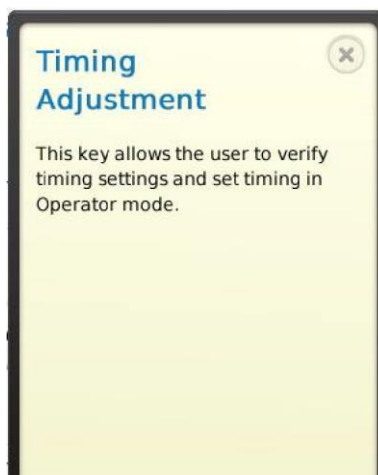 Timing
Adjustment
This key allows the user to verify
timing settings and set timing in
Operator mode.